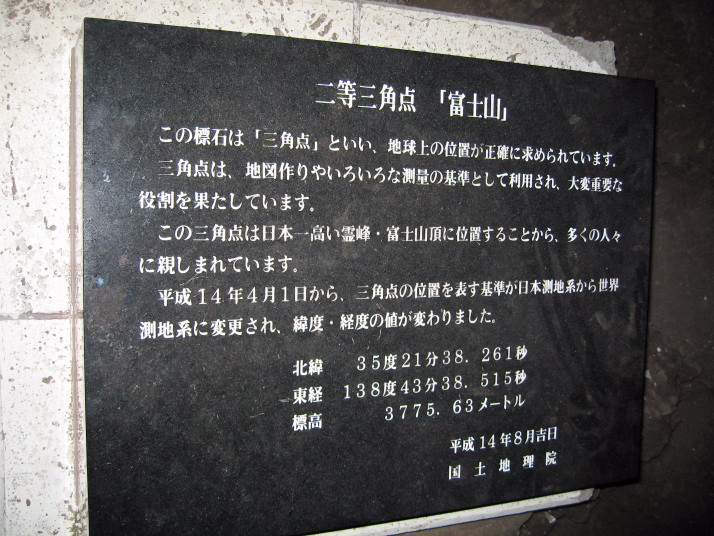 二等三角点 「富士山」
この標石は「三角点」といい、地球上の位置が正確に求められています。
三角点は、地図作りやいろいろな測量の基準として利用され、大変重要な
役割を果たしています。
この三角点は日本一高い霊峰・富士山頂に位置することから、多くの人々
に親しまれています。
平成14年4月1日から、三角点の位置を表す基準が日本測地系から世界
測地系に変更され、緯度・経度の値が変わりました。
北緯 35度21分38.261秒
東経 138度43分38.515秒
標高 3775.63メートル
平成14年8月吉日
国土地理院